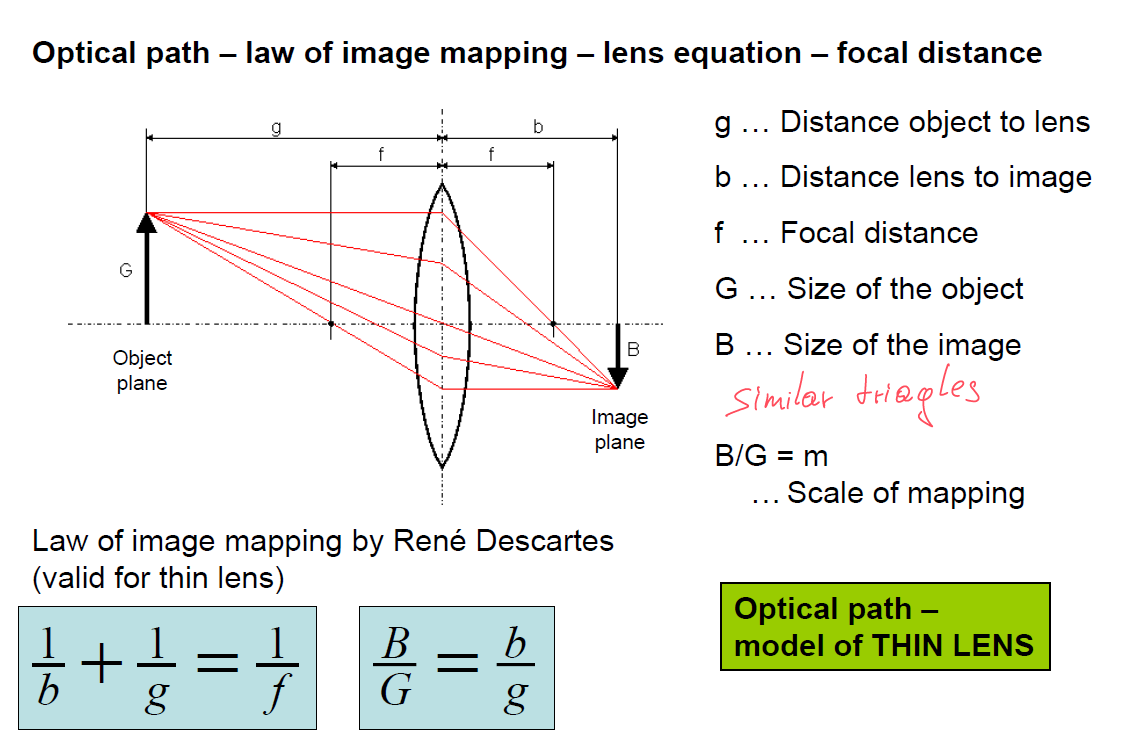 Optical path – law of image mapping – lens equation – focal distance
g
b
f
f
G
B
Object
plane
Image
plane
g … Distance object to lens
b … Distance lens to image
f … Focal distance
G … Size of the object
B … Size of the image
similar triagles
B/G = m
… Scale of mapping
Law of image mapping by René Descartes
(valid for thin lens)
1/b + 1/g = 1/f
B/G = b/g
Optical path –
model of THIN LENS